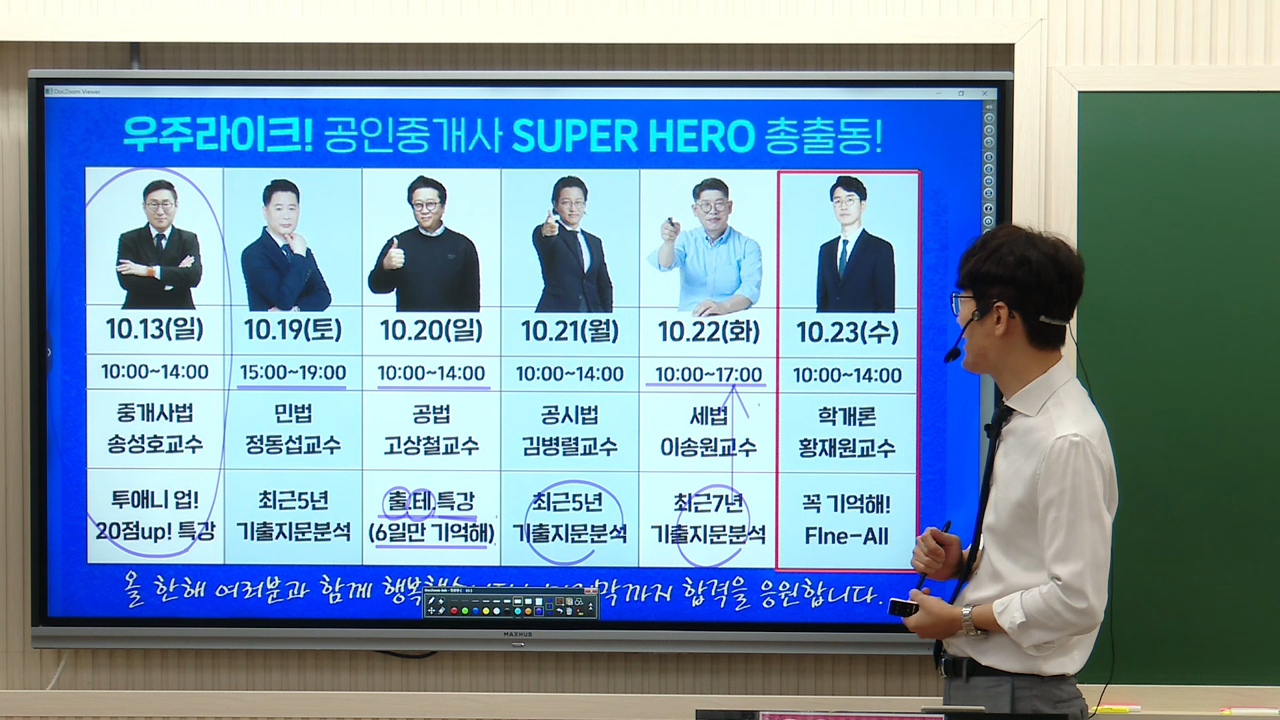 DocZoom Viewer
우주라이크! 공인중개사 SUPER HERO 총출동!
10.13(일) 10.19(토) 10.20(일) 10.21(월) 10.22(화) 10.23(수)
10:00~14:00 15:00~19:00 10:00~14:00 10:00~14:00 10:00~17:00 10:00~14:00
중개사법 민법 공법 공시법 세법 학개론
송성호교수 정동섭교수 고상철교수 김병렬교수 이송원교수 황재원교수
투애니 업! 최근5년 출.테.특강 최근5년 최근7년 꼭 기억해!
20점up! 특강 기출지문분석 (6일만 기억해) 기출지문분석 기출지문분석 FIne-All
올 한해 여러분과 함께 합격을 응원합니다.
MAXHUB